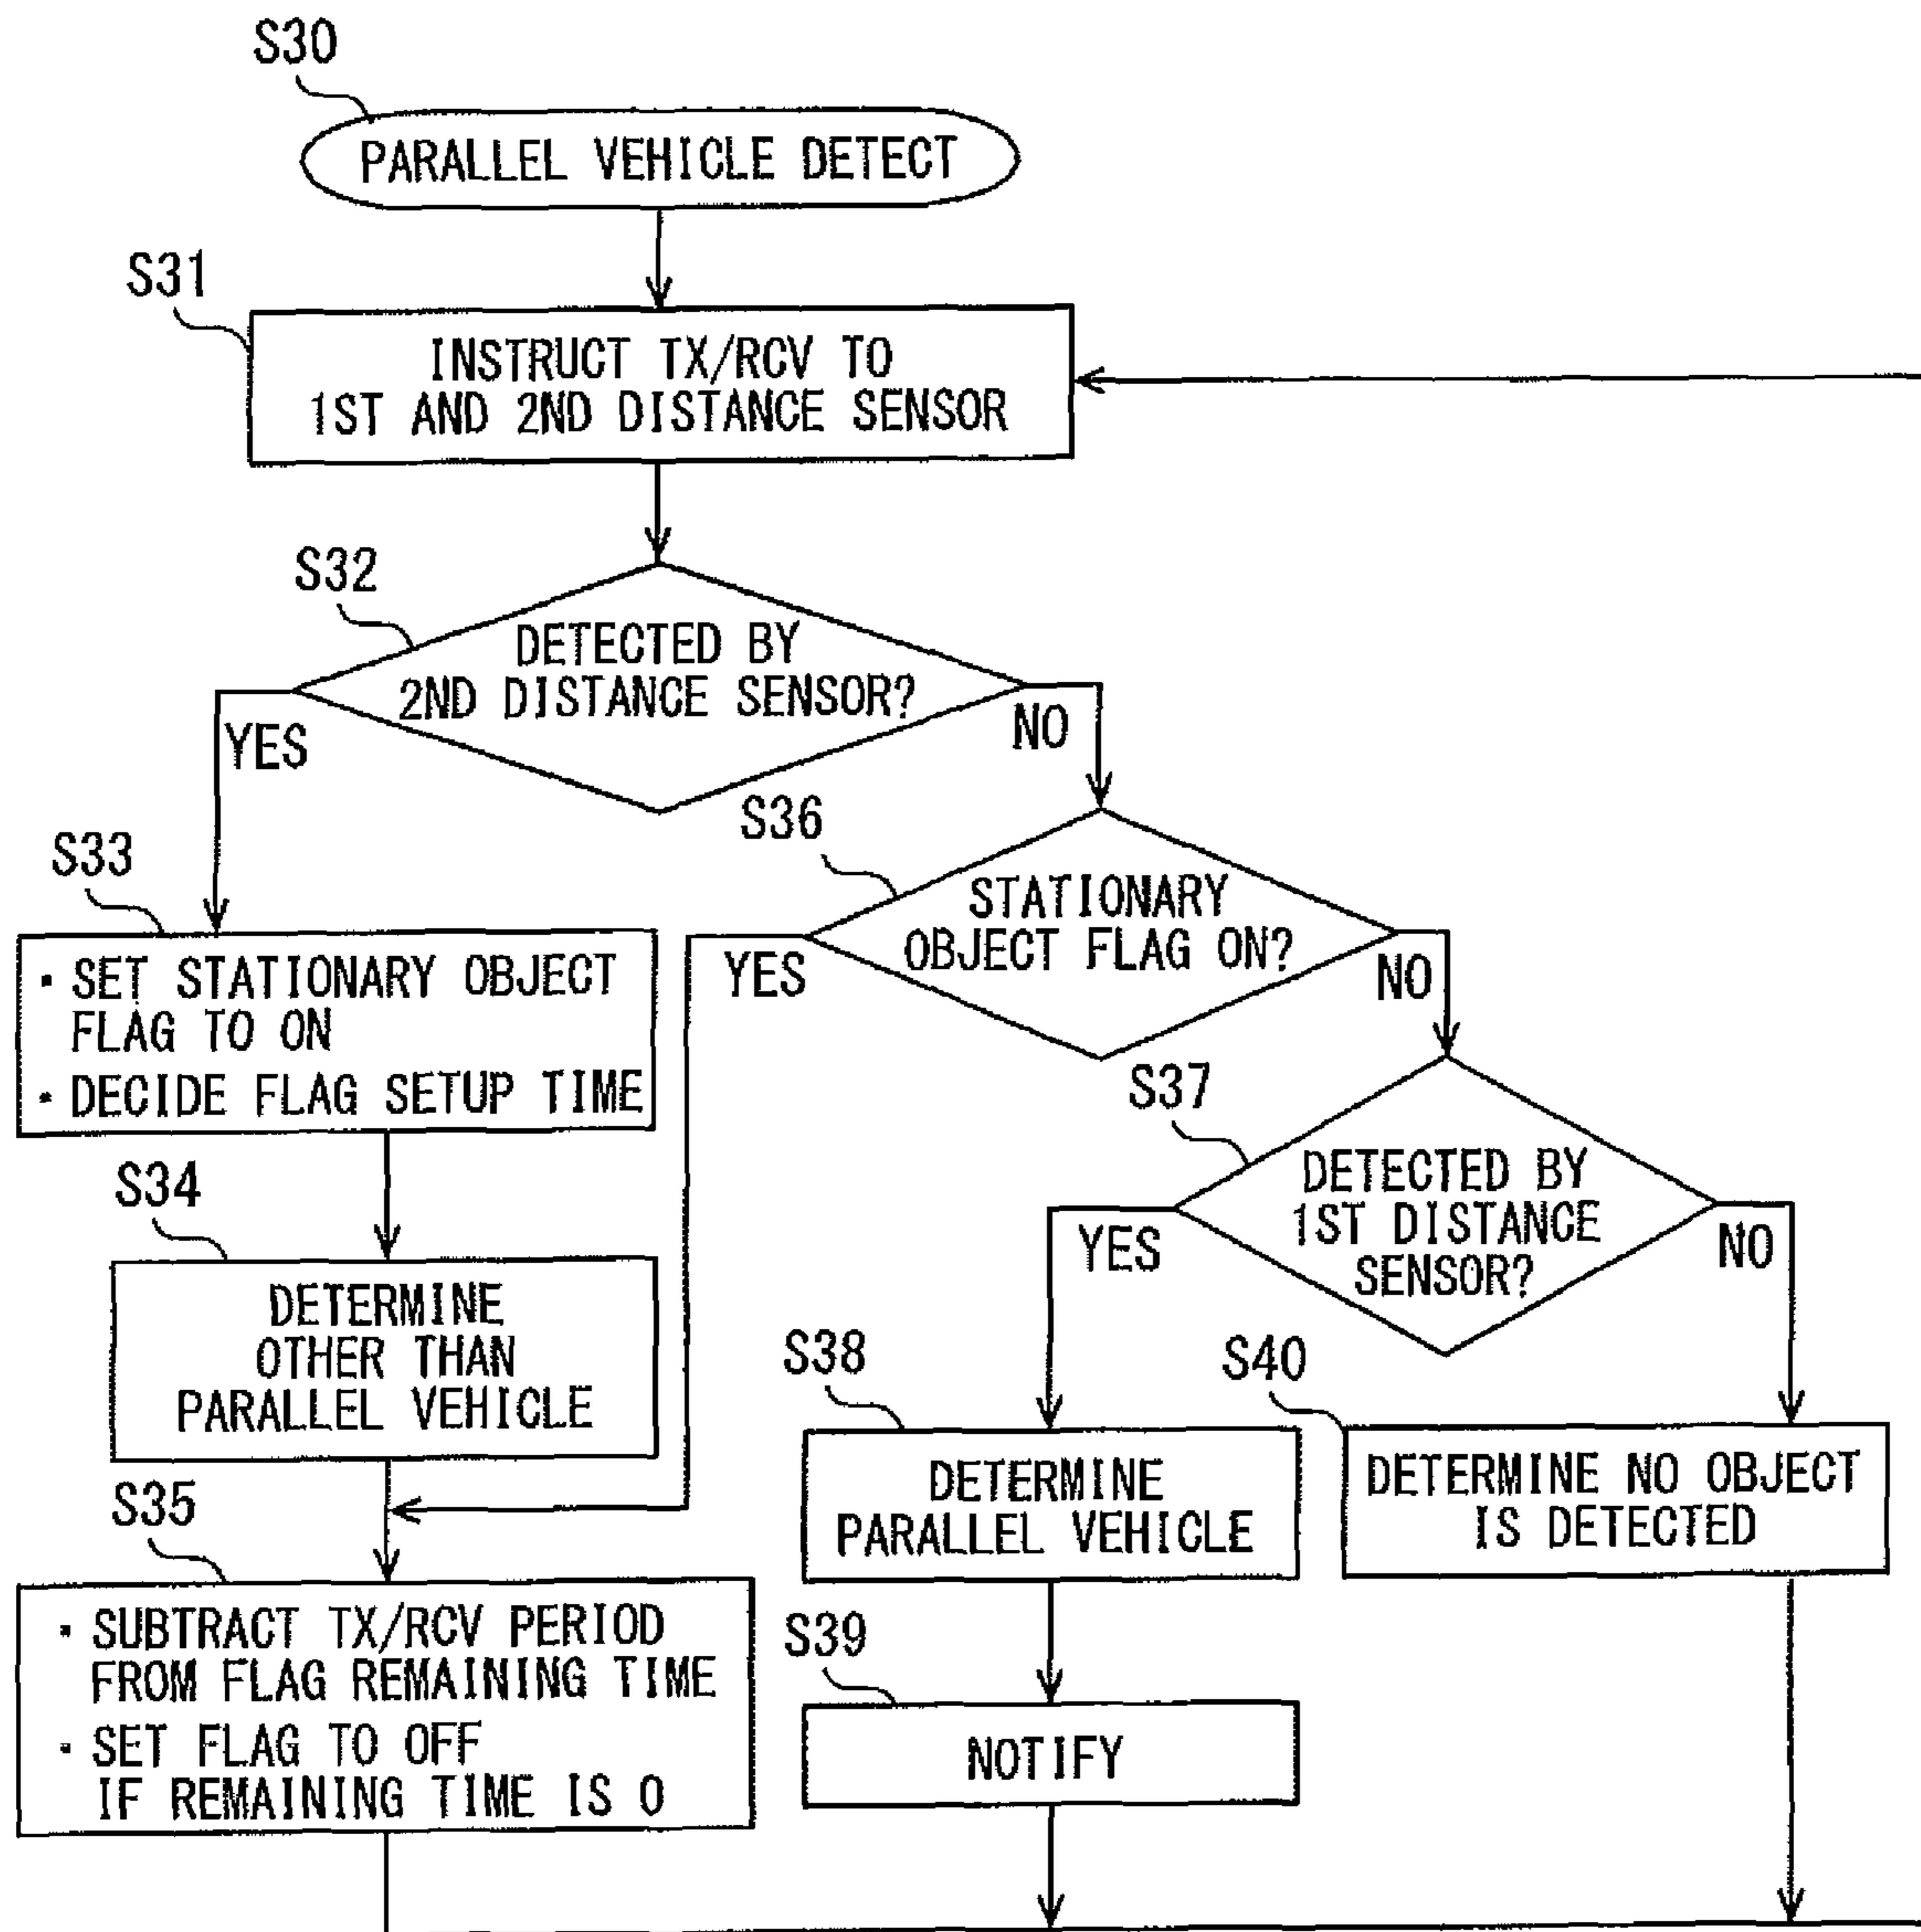 S30
PARALLEL VEHICLE DETECT
S31
INSTRUCT TX/RCV TO
1ST AND 2ND DISTANCE SENSOR
S32
DETECTED BY
2ND DISTANCE SENSOR?
YES
NO
S36
STATIONARY
OBJECT FLAG ON?
YES
NO
S33
· SET STATIONARY OBJECT
FLAG TO ON
· DECIDE FLAG SETUP TIME
S34
DETERMINE
OTHER THAN
PARALLEL VEHICLE
S37
DETECTED BY
1ST DISTANCE
SENSOR?
YES
NO
S38
DETERMINE
PARALLEL VEHICLE
S40
DETERMINE NO OBJECT
IS DETECTED
S35
· SUBTRACT TX/RCV PERIOD
FROM FLAG REMAINING TIME
· SET FLAG TO OFF
IF REMAINING TIME IS 0
S39
NOTIFY